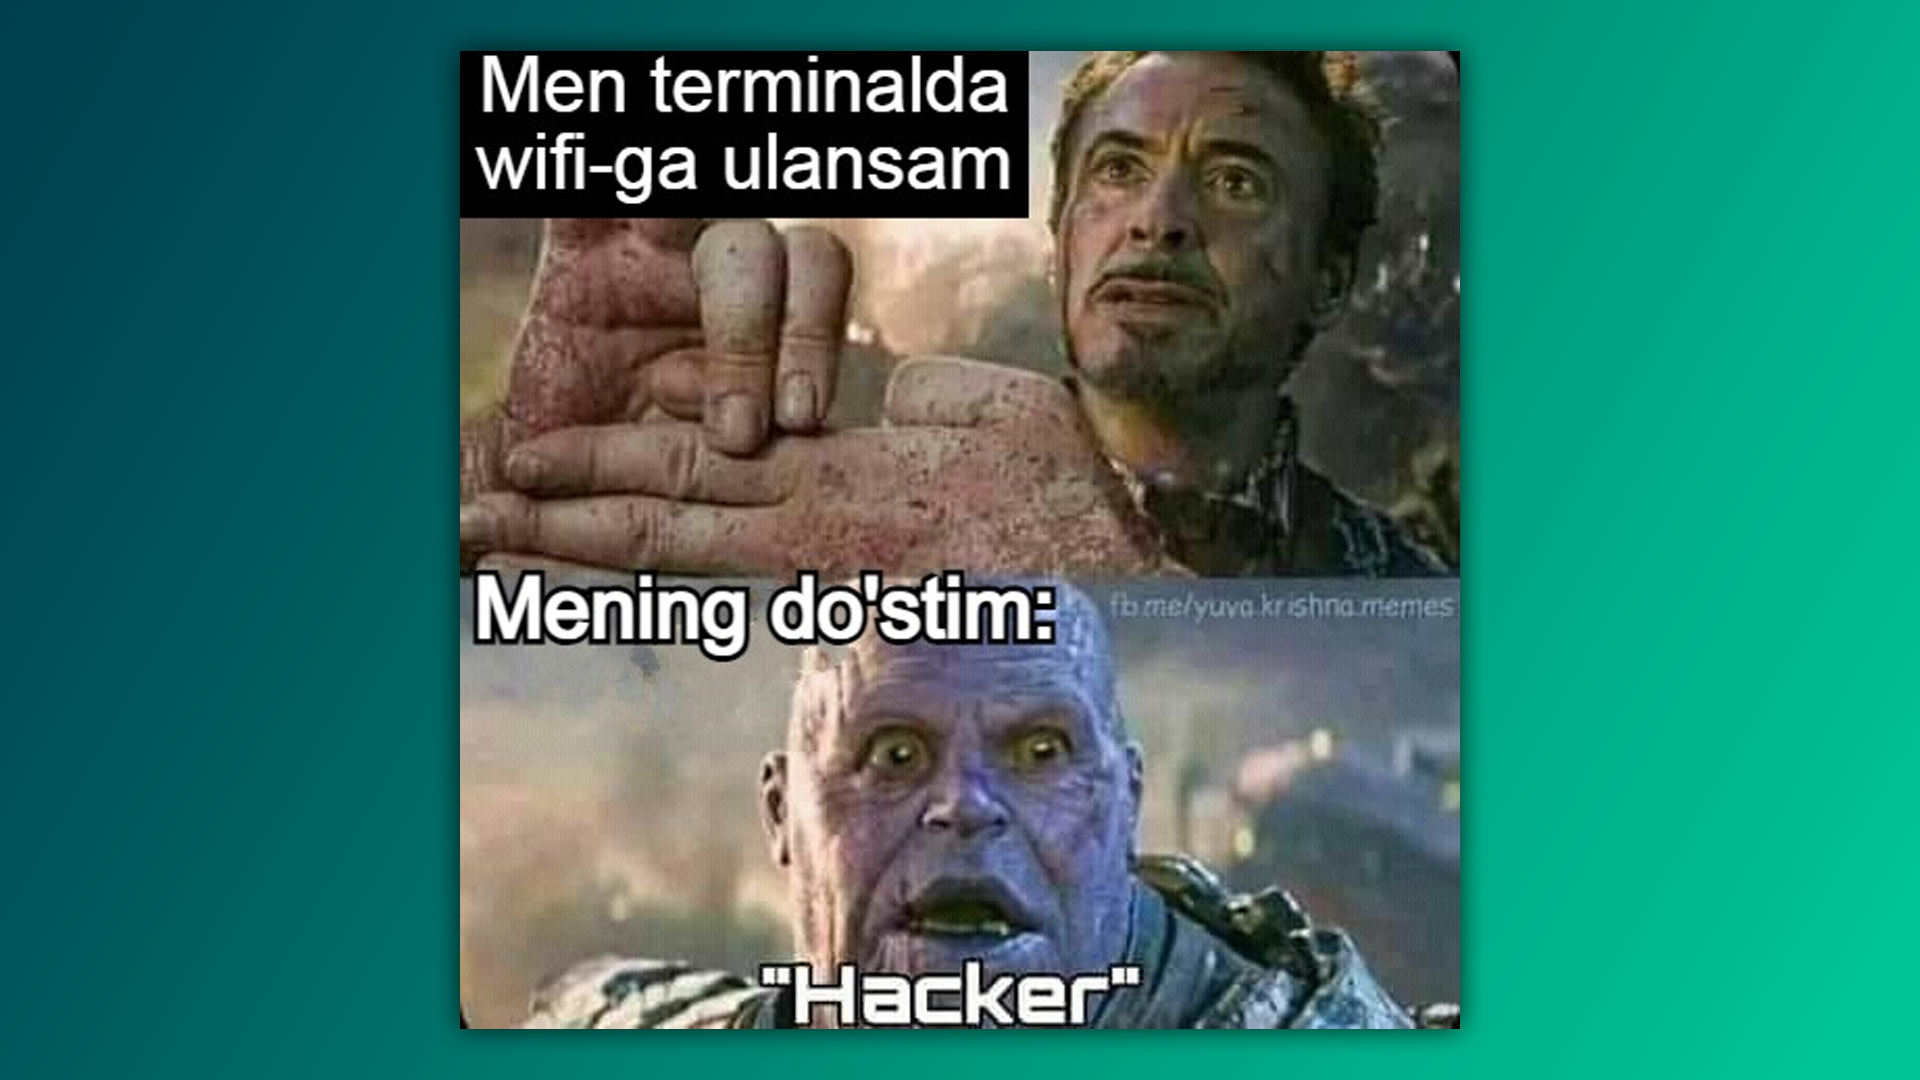 Men terminalda
wifi-ga ulansam
Mening do'stim:
fb.me/yuva.krishna.memes
"Hacker"